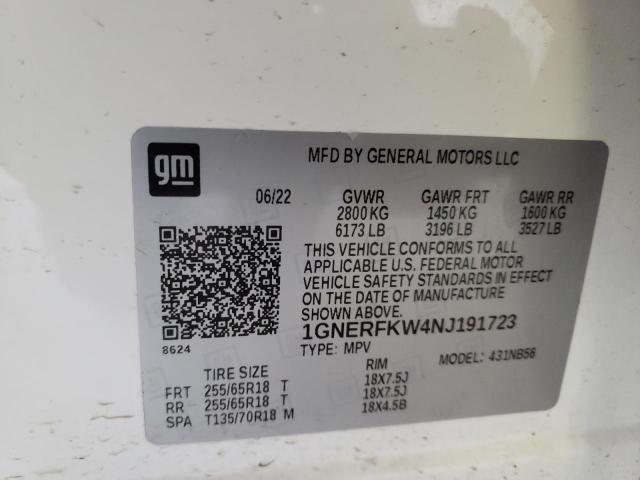 gm
MFD BY GENERAL MOTORS LLC
06/22 GVWR GAWR FRT GAWR RR
2800 KG 1450 KG 1600 KG
6173 LB 3196 LB 3527 LB
THIS VEHICLE CONFORMS TO ALL
APPLICABLE U.S. FEDERAL MOTOR
VEHICLE SAFETY STANDARDS IN EFFECT
ON THE DATE OF MANUFACTURE
SHOWN ABOVE.
1GNERFKW4NJ191723
8624 TYPE: MPV MODEL: 431NB56
TIRE SIZE RIM
FRT 255/65R18 T 18X7.5J
RR 255/65R18 T 18X7.5J
SPA T135/70R18 M 18X4.5B